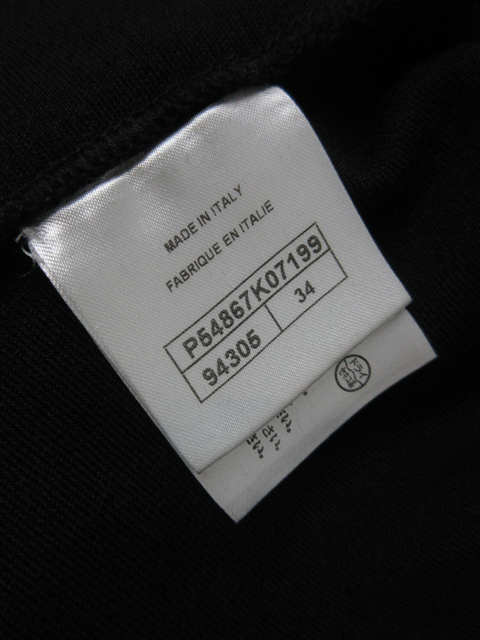 MADE IN ITALY
FABRIQUE EN ITALIE
P54867K07199
94305 34